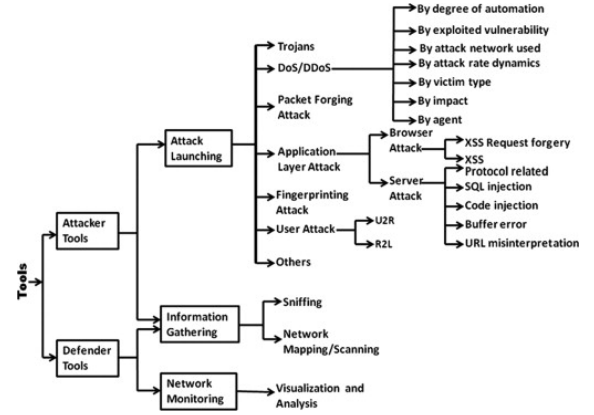 Tools
Attacker
Tools
Defender
Tools
Attack
Launching
Information
Gathering
Network
Monitoring
Trojans
DoS/DDoS
Packet Forging
Attack
Application
Layer Attack
Fingerprinting
Attack
User Attack
Others
Sniffing
Network
Mapping/Scanning
Visualization and
Analysis
By degree of automation
By exploited vulnerability
By attack network used
By attack rate dynamics
By victim type
By impact
By agent
Browser
Attack
Server
Attack
U2R
R2L
XSS Request forgery
XSS
Protocol related
SQL injection
Code injection
Buffer error
URL misinterpretation